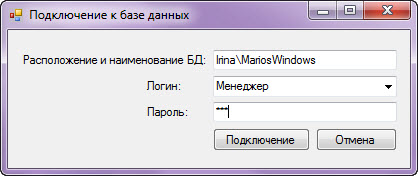 Подключение к базе данных
Расположение и наименование БД: Irina\MariosWindows
Логин: Менеджер
Пароль: ***
Подключение Отмена